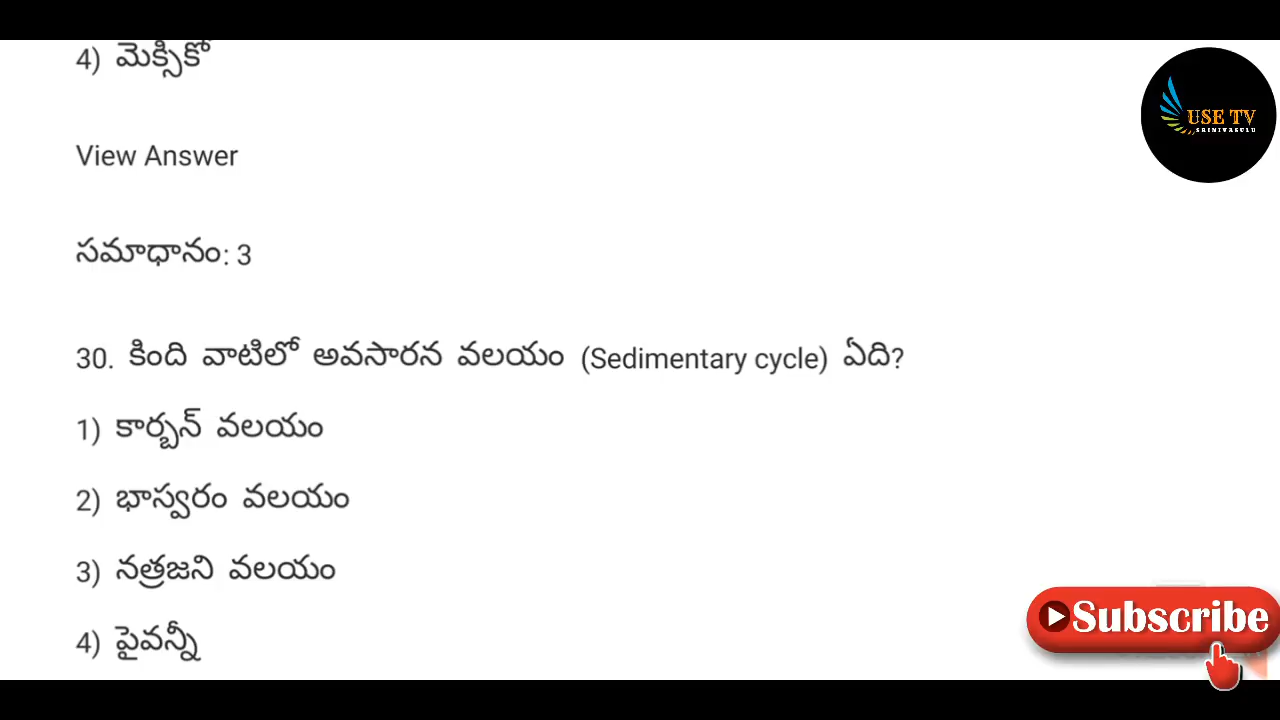 4) మెక్సికో
USE TV
SRINIVASULU
View Answer
సమాధానం: 3
30. కింది వాటిలో అవసారన వలయం (Sedimentary cycle) ఏది?
1) కార్బన్ వలయం
2) భాస్వరం వలయం
3) నత్రజని వలయం
4) పైవన్నీ
Subscribe